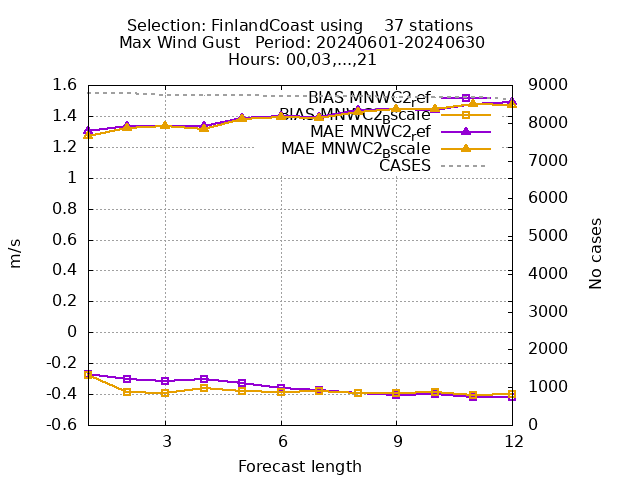 Selection: FinlandCoast using    37 stations
Max Wind Gust   Period: 20240601-20240630
Hours: 00,03,...,21
BIAS MNWC2_ref
BIAS MNWC2_Bscale
MAE MNWC2_ref
MAE MNWC2_Bscale
CASES
1.6
1.4
1.2
1
0.8
0.6
0.4
0.2
0
-0.2
-0.4
-0.6
m/s
9000
8000
7000
6000
5000
4000
3000
2000
1000
0
No cases
3
6
9
12
Forecast length